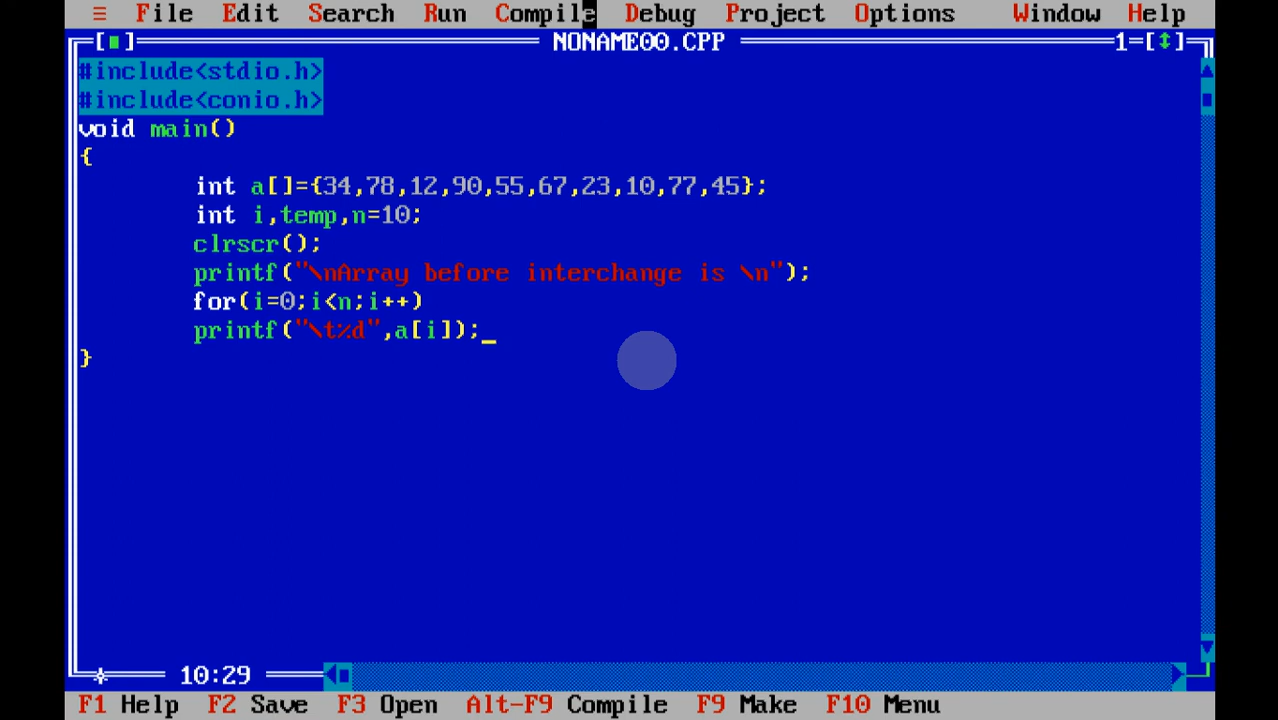 ≡ File Edit Search Run Compile Debug Project Options Window Help
[■] NONAME00.CPP 1=[↕]
#include<stdio.h>
#include<conio.h>
void main()
{
int a[]={34,78,12,90,55,67,23,10,77,45};
int i,temp,n=10;
clrscr();
printf("\nArray before interchange is \n");
for(i=0;i<n;i++)
printf("\t%d",a[i]);_
}
10:29
F1 Help F2 Save F3 Open Alt-F9 Compile F9 Make F10 Menu